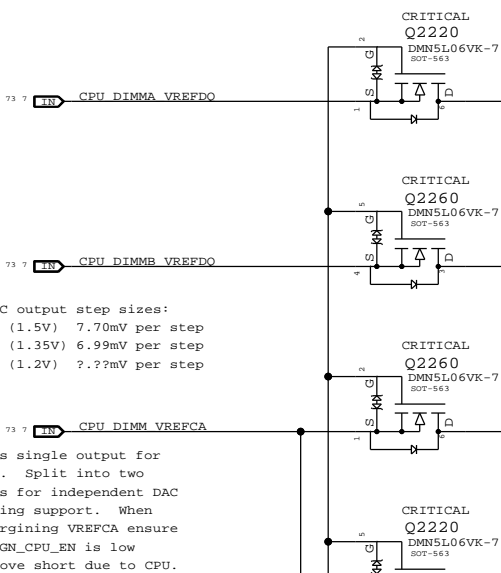 CRITICAL
Q2220
DMN5L06VK-7
SOT-563
2
G
S
D
1
6
73 7 IN CPU_DIMMA_VREFDQ
CRITICAL
Q2260
DMN5L06VK-7
SOT-563
5
G
S
D
4
3
73 7 IN CPU_DIMMB_VREFDQ
C output step sizes:
(1.5V) 7.70mV per step
(1.35V) 6.99mV per step
(1.2V) ?.??mV per step
CRITICAL
Q2260
DMN5L06VK-7
SOT-563
2
G
S
D
1
6
73 7 IN CPU_DIMM_VREFCA
s single output for
. Split into two
s for independent DAC
ing support. When
rgining VREFCA ensure
GN_CPU_EN is low
ove short due to CPU.
CRITICAL
Q2220
DMN5L06VK-7
SOT-563
5
G